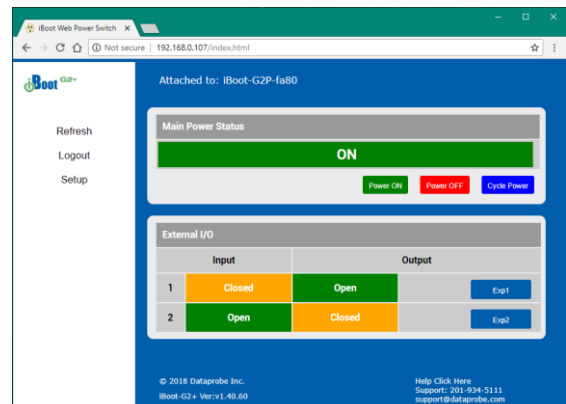 iBoot Web Power Switch
Not secure | 192.168.0.107/index.html
iBoot G2+
Attached to: iBoot-G2P-fa80
Refresh
Logout
Setup
Main Power Status
ON
Power ON Power OFF Cycle Power
External I/O
Input Output
1 Closed Open Exp1
2 Open Closed Exp2
© 2018 Dataprobe Inc. Help Click Here
Support: 201-934-5111
iBoot-G2+ Ver:v1.40.60 support@dataprobe.com